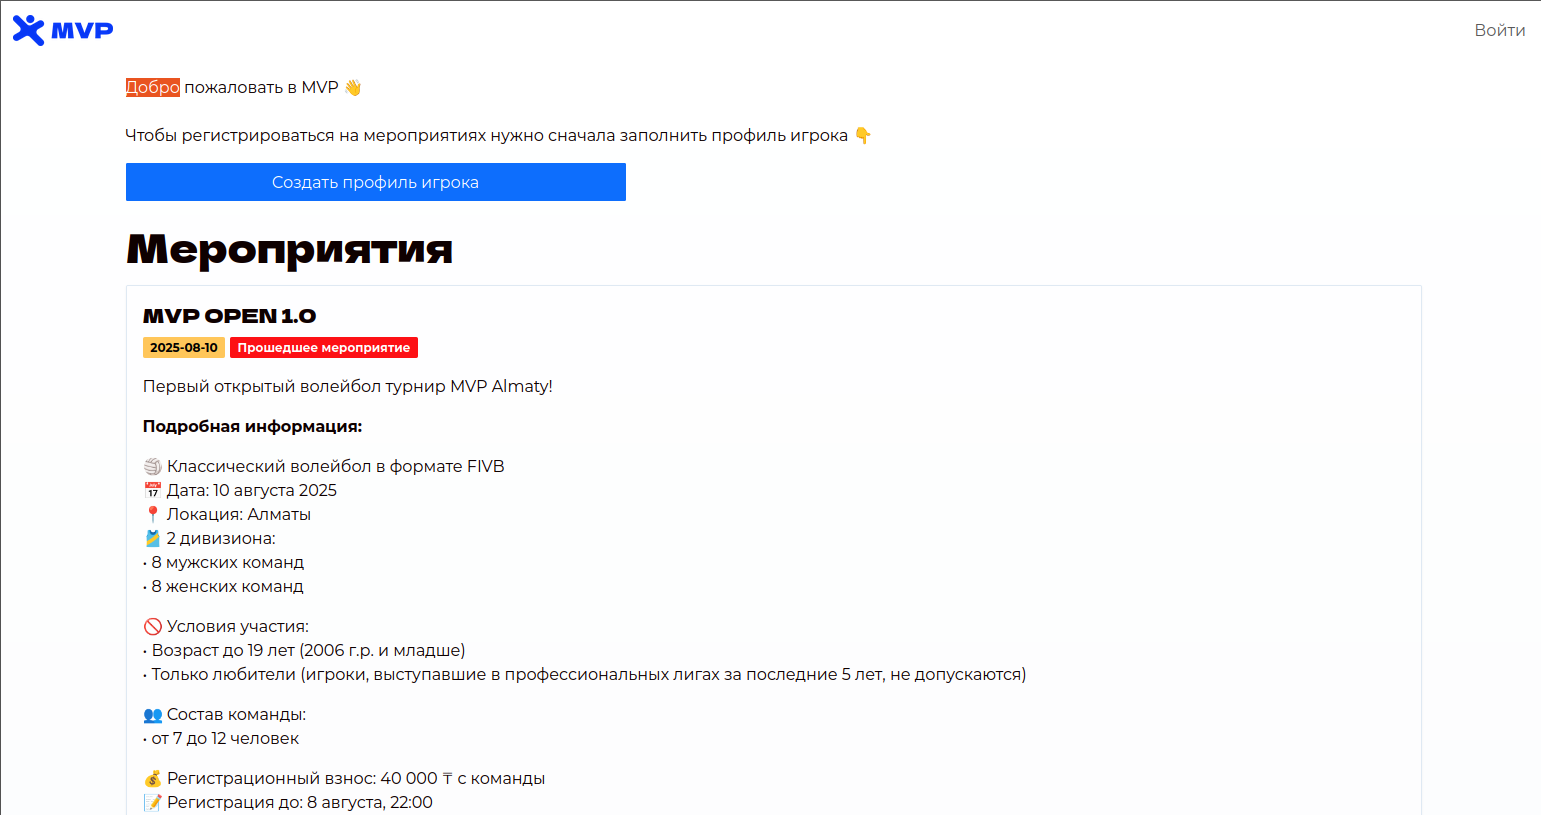 MVP
Войти
Добро пожаловать в MVP 👋
Чтобы регистрироваться на мероприятиях нужно сначала заполнить профиль игрока 👇
Создать профиль игрока
Мероприятия
MVP OPEN 1.0
2025-08-10 Прошедшее мероприятие
Первый открытый волейбол турнир MVP Almaty!
Подробная информация:
🏐 Классический волейбол в формате FIVB
📅 Дата: 10 августа 2025
📍 Локация: Алматы
🎽 2 дивизиона:
• 8 мужских команд
• 8 женских команд
🚫 Условия участия:
• Возраст до 19 лет (2006 г.р. и младше)
• Только любители (игроки, выступавшие в профессиональных лигах за последние 5 лет, не допускаются)
👥 Состав команды:
• от 7 до 12 человек
💰 Регистрационный взнос: 40 000 ₸ с команды
📝 Регистрация до: 8 августа, 22:00